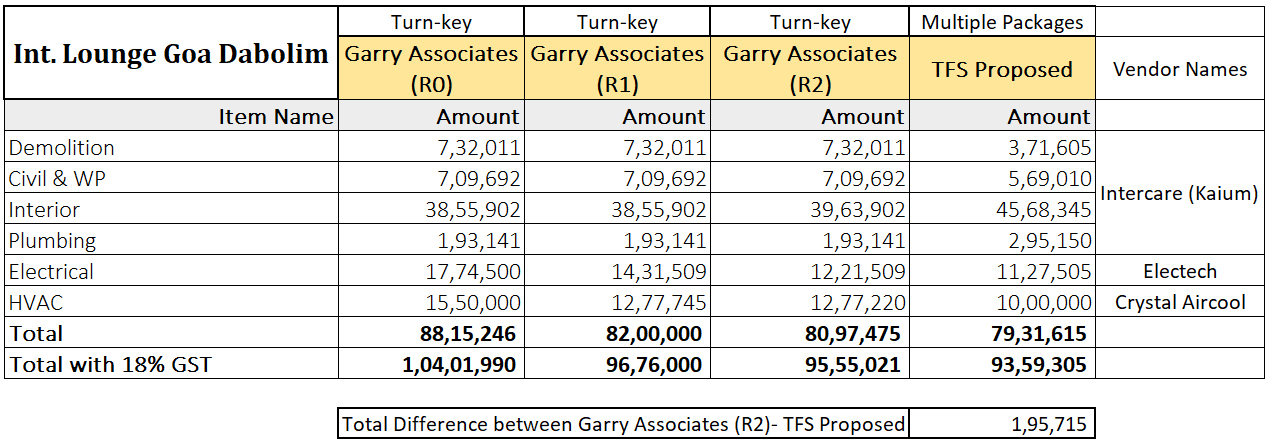 Turn-key Turn-key Turn-key Multiple Packages
Int. Lounge Goa Dabolim Garry Associates (R0) Garry Associates (R1) Garry Associates (R2) TFS Proposed Vendor Names
Item Name Amount Amount Amount Amount
Demolition 7,32,011 7,32,011 7,32,011 3,71,605
Civil & WP 7,09,692 7,09,692 7,09,692 5,69,010
Intercare (Kaium)
Interior 38,55,902 38,55,902 39,63,902 45,68,345
Plumbing 1,93,141 1,93,141 1,93,141 2,95,150
Electrical 17,74,500 14,31,509 12,21,509 11,27,505 Electech
HVAC 15,50,000 12,77,745 12,77,220 10,00,000 Crystal Aircool
Total 88,15,246 82,00,000 80,97,475 79,31,615
Total with 18% GST 1,04,01,990 96,76,000 95,55,021 93,59,305
Total Difference between Garry Associates (R2)- TFS Proposed 1,95,715